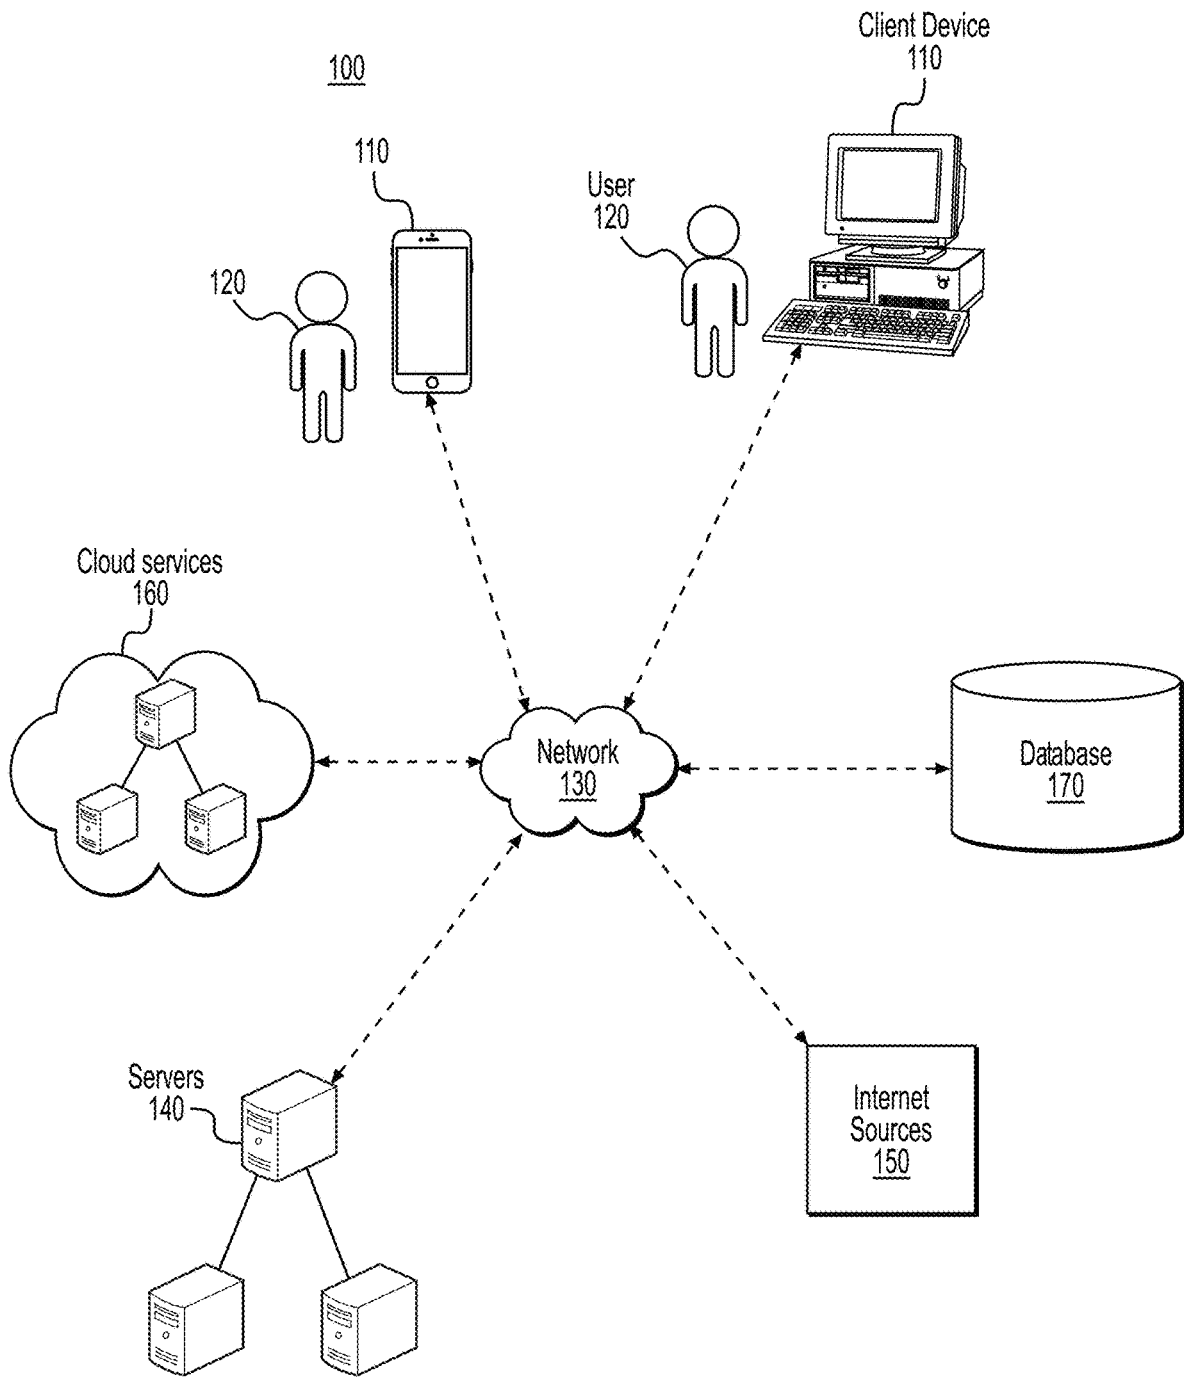 Client Device
110
100
110
User
120
120
Cloud services
160
Network
130
Database
170
Servers
140
Internet
Sources
150